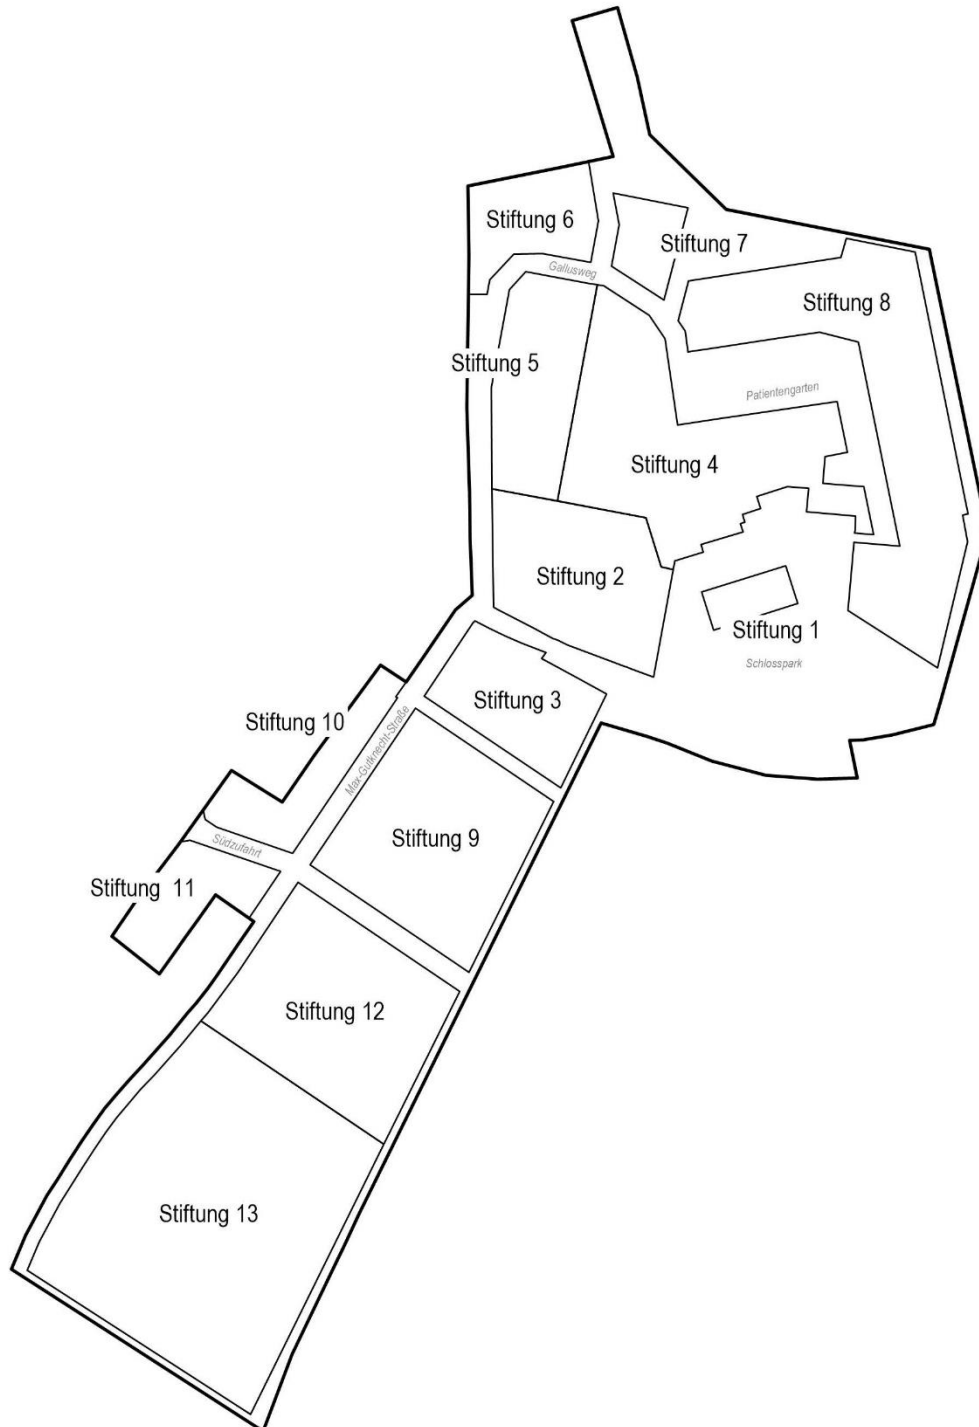 Stiftung 6
Stiftung 7
Gallusweg
Stiftung 8
Stiftung 5
Patientengarten
Stiftung 4
Stiftung 2
Stiftung 1
Schlosspark
Stiftung 3
Stiftung 10
Max-Gutknecht-Straße
Stiftung 9
Südzufahrt
Stiftung 11
Stiftung 12
Stiftung 13